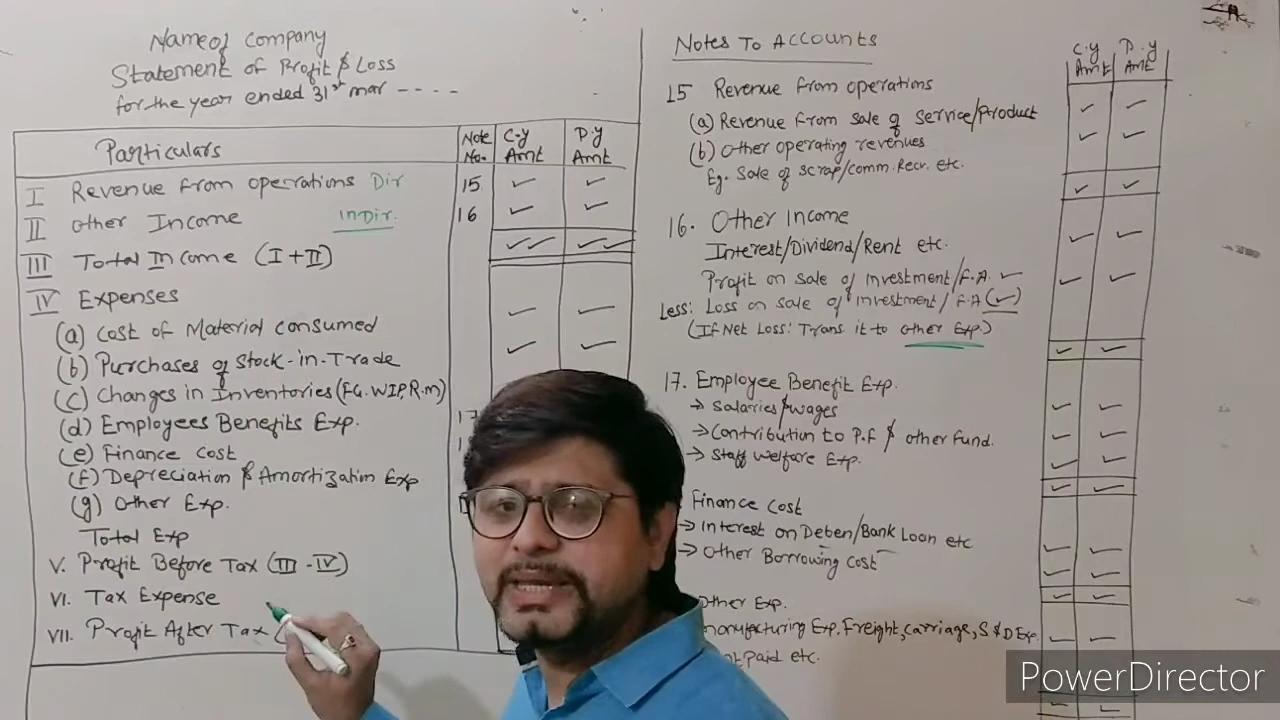 Name of Company
Statement of Profit & Loss
for the year ended 31st mar ----
Particulars
Note No.
C.Y Amt
P.Y Amt
I Revenue from operations Dir 15
II Other Income InDir. 16
III Total Income (I+II)
IV Expenses
(a) Cost of Material consumed
(b) Purchases of Stock-in-Trade
(c) Changes in Inventories (FG. WIP, R.m)
(d) Employees Benefits Exp. 17
(e) Finance Cost
(f) Depreciation & Amortization Exp
(g) Other Exp.
Total Exp
V. Profit Before Tax (III - IV)
VI. Tax Expense
VII. Profit After Tax (
Notes To Accounts
C.Y Amt
P.Y Amt
15 Revenue from operations
(a) Revenue from sale of service/Product
(b) Other operating revenues
Eg. Sale of scrap/comm. Recv. etc.
16. Other Income
Interest/Dividend/Rent etc.
Profit on sale of investment/F.A.
Less: Loss on sale of investment/F.A
(If Net Loss: Trans it to other Exp.)
17. Employee Benefit Exp.
→ Salaries & wages
→ Contribution to P.F & other fund.
→ Staff Welfare Exp.
Finance Cost
→ Interest on Deben/Bank Loan etc
→ Other Borrowing cost
Other Exp.
manufacturing Exp. Freight, carriage, S & D Exp.
Paid etc.
PowerDirector